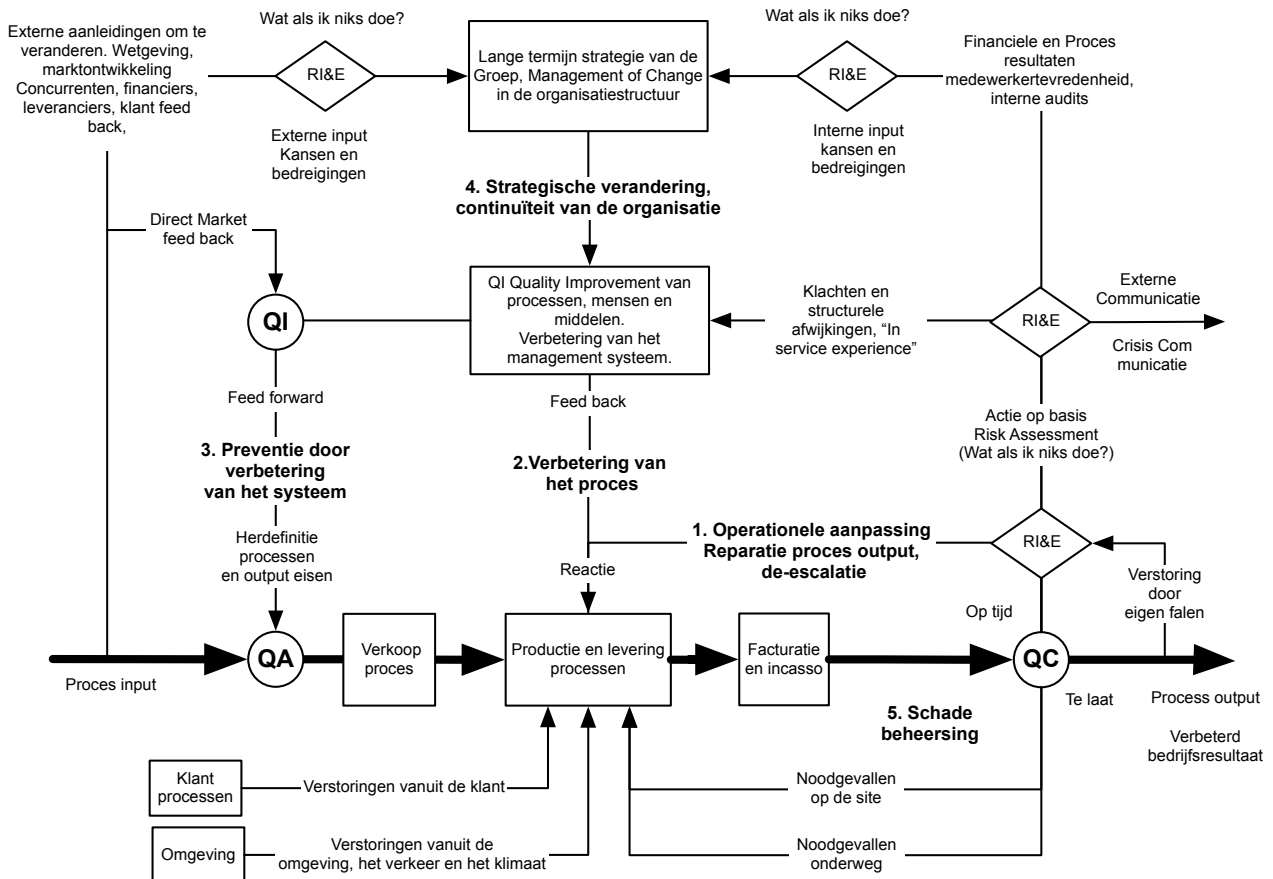 Wat als ik niks doe?
Wat als ik niks doe?
Externe aanleidingen om te
veranderen. Wetgeving,
marktontwikkeling
Concurrenten, financiers,
leveranciers, klant feed
back,
RI&E
Lange termijn strategie van de
Groep, Management of Change
in de organisatiestructuur
RI&E
Financiele en Proces
resultaten
medewerkertevredenheid,
interne audits
Externe input
Kansen en
bedreigingen
Interne input
kansen en
bedreigingen
4. Strategische verandering,
continuïteit van de organisatie
Direct Market
feed back
QI
QI Quality Improvement van
processen, mensen en
middelen.
Verbetering van het
management systeem.
Klachten en
structurele
afwijkingen, “In
service experience”
RI&E
Externe
Communicatie
Crisis Com
municatie
Feed forward
Feed back
Actie op basis
Risk Assessment
(Wat als ik niks doe?)
3. Preventie door
verbetering
van het systeem
2.Verbetering van
het proces
1. Operationele aanpassing
Reparatie proces output,
de-escalatie
RI&E
Herdefinitie
processen
en output eisen
Reactie
Verstoring
door
eigen falen
Op tijd
Proces input
QA
Verkoop
proces
Productie en levering
processen
Facturatie
en incasso
QC
Te laat
Process output
5. Schade
beheersing
Verbeterd
bedrijfsresultaat
Klant
processen
Verstoringen vanuit de klant
Noodgevallen
op de site
Omgeving
Verstoringen vanuit de
omgeving, het verkeer en het klimaat
Noodgevallen
onderweg